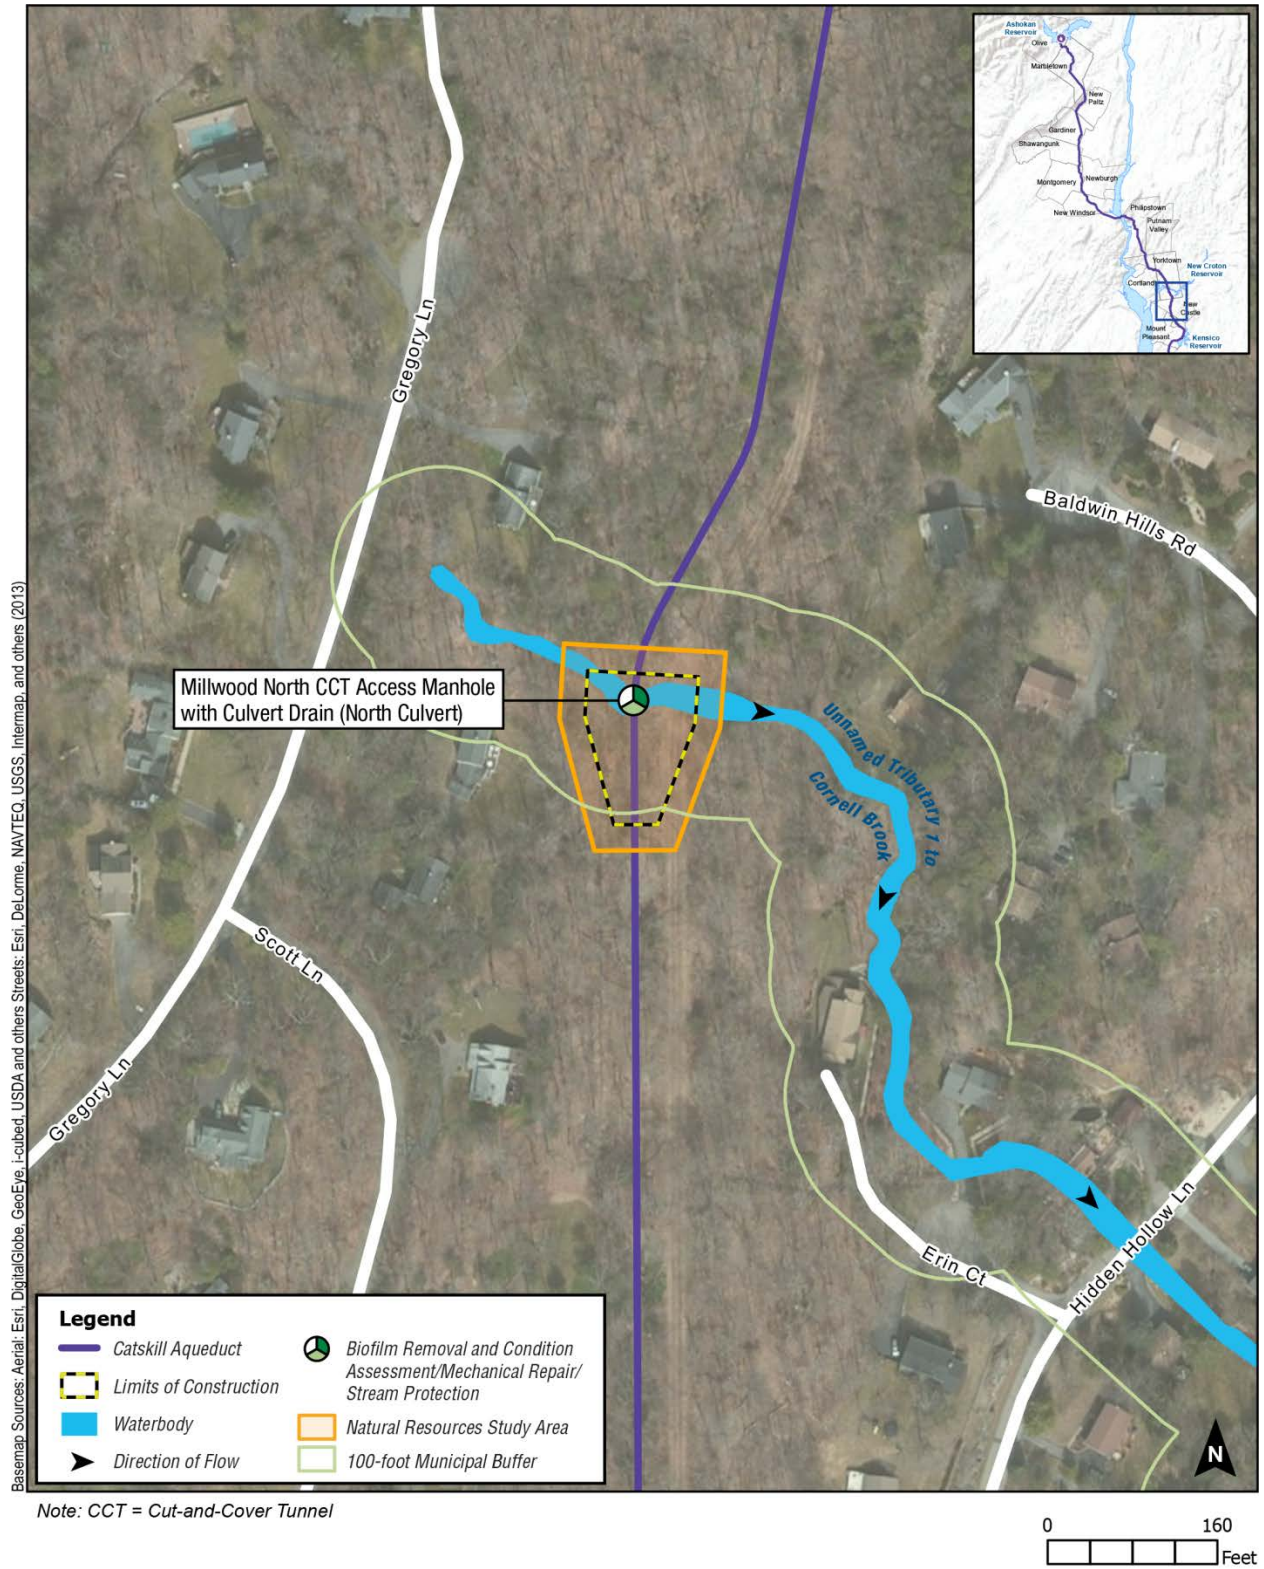 Ashokan
Reservoir
Olive
Marbletown
New
Paltz
Gardiner
Shawangunk
Montgomery
Newburgh
New Windsor
Philipstown
Putnam
Valley
Yorktown
New Croton
Reservoir
Cortlandt
New
Castle
Mount
Pleasant
Kensico
Reservoir
Gregory Ln
Baldwin Hills Rd
Millwood North CCT Access Manhole
with Culvert Drain (North Culvert)
Unnamed Tributary 1 to
Cornell Brook
Scott Ln
Gregory Ln
Erin Ct
Hidden Hollow Ln
Basemap Sources: Aerial: Esri, DigitalGlobe, GeoEye, i-cubed, USDA and others Streets: Esri, DeLorme, NAVTEQ, USGS, Intermap, and others (2013)
Legend
Catskill Aqueduct
Limits of Construction
Waterbody
Direction of Flow
Biofilm Removal and Condition
Assessment/Mechanical Repair/
Stream Protection
Natural Resources Study Area
100-foot Municipal Buffer
N
Note: CCT = Cut-and-Cover Tunnel
0 160
Feet